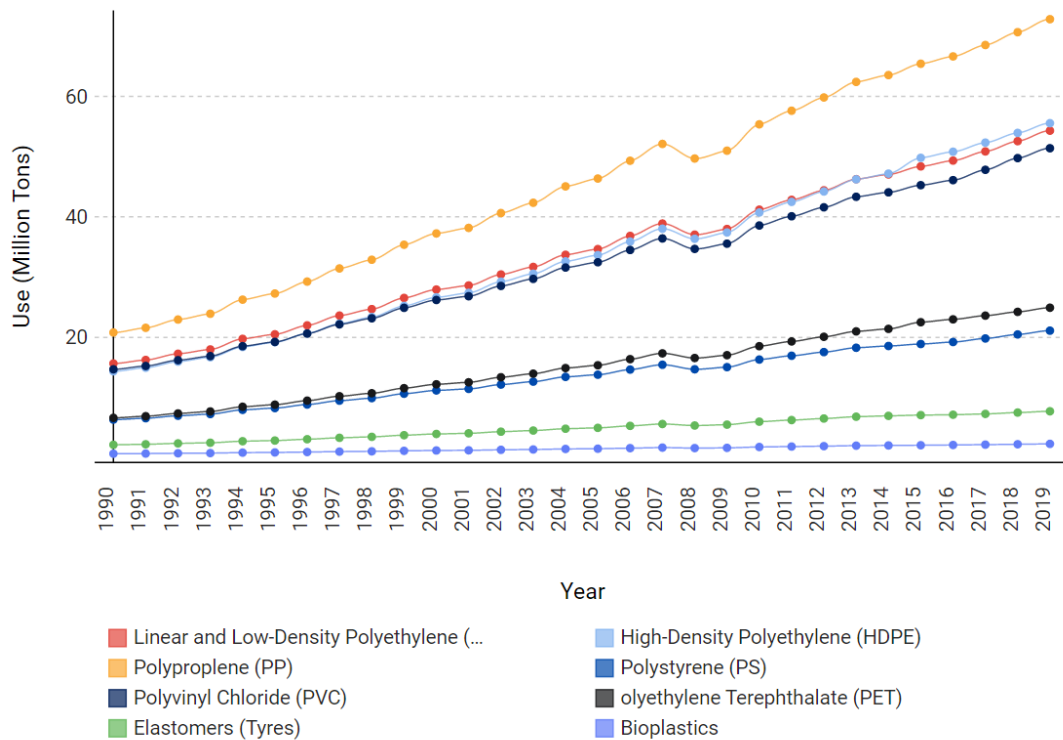 60
40
20
Use (Million Tons)
1990 1991 1992 1993 1994 1995 1996 1997 1998 1999 2000 2001 2002 2003 2004 2005 2006 2007 2008 2009 2010 2011 2012 2013 2014 2015 2016 2017 2018 2019
Year
Linear and Low-Density Polyethylene (...
High-Density Polyethylene (HDPE)
Polyproplene (PP)
Polystyrene (PS)
Polyvinyl Chloride (PVC)
olyethylene Terephthalate (PET)
Elastomers (Tyres)
Bioplastics